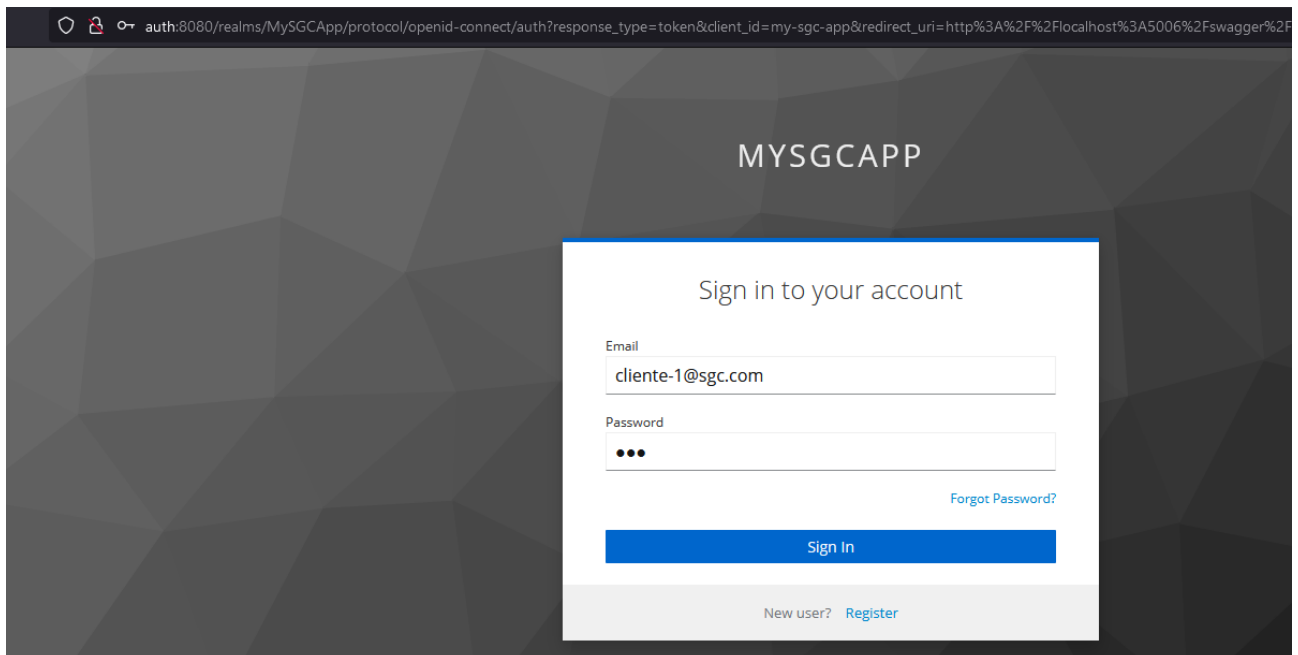 auth:8080/realms/MySGCApp/protocol/openid-connect/auth?response_type=token&client_id=my-sgc-app&redirect_uri=http%3A%2F%2Flocalhost%3A5006%2Fswagger%2F
MYSGCAPP
Sign in to your account
Email
cliente-1@sgc.com
Password
●●●
Forgot Password?
Sign In
New user? Register